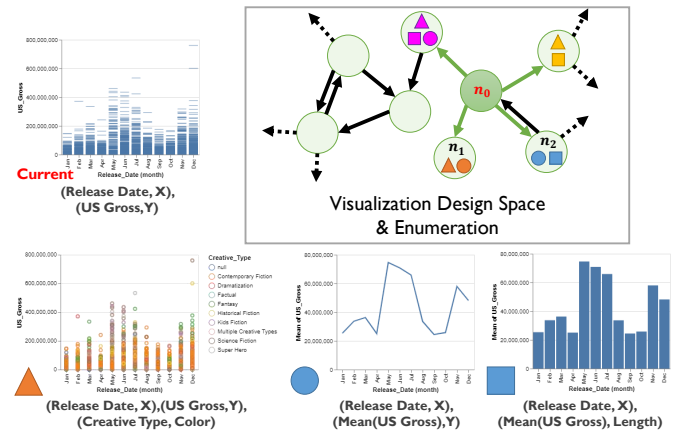 800,000,000
600,000,000
400,000,000
200,000,000
0
US_Gross
Jan Feb Mar Apr May Jun Jul Aug Sep Oct Nov Dec
Release_Date (month)
Current
(Release Date, X),
(US Gross,Y)
n0
n1
n2
Visualization Design Space
& Enumeration
800,000,000
600,000,000
400,000,000
200,000,000
0
US_Gross
Jan Feb Mar Apr May Jun Jul Aug Sep Oct Nov Dec
Release_Date (month)
Creative_Type
null
Contemporary Fiction
Dramatization
Factual
Fantasy
Historical Fiction
Kids Fiction
Multiple Creative Types
Science Fiction
Super Hero
(Release Date, X),(US Gross,Y),
(Creative Type, Color)
80,000,000
60,000,000
40,000,000
20,000,000
0
Mean of US_Gross
Jan Feb Mar Apr May Jun Jul Aug Sep Oct Nov Dec
Release_Date (month)
(Release Date, X),
(Mean(US Gross),Y)
80,000,000
60,000,000
40,000,000
20,000,000
0
Mean of US_Gross
Jan Feb Mar Apr May Jun Jul Aug Sep Oct Nov Dec
Release_Date (month)
(Release Date, X),
(Mean(US Gross), Length)